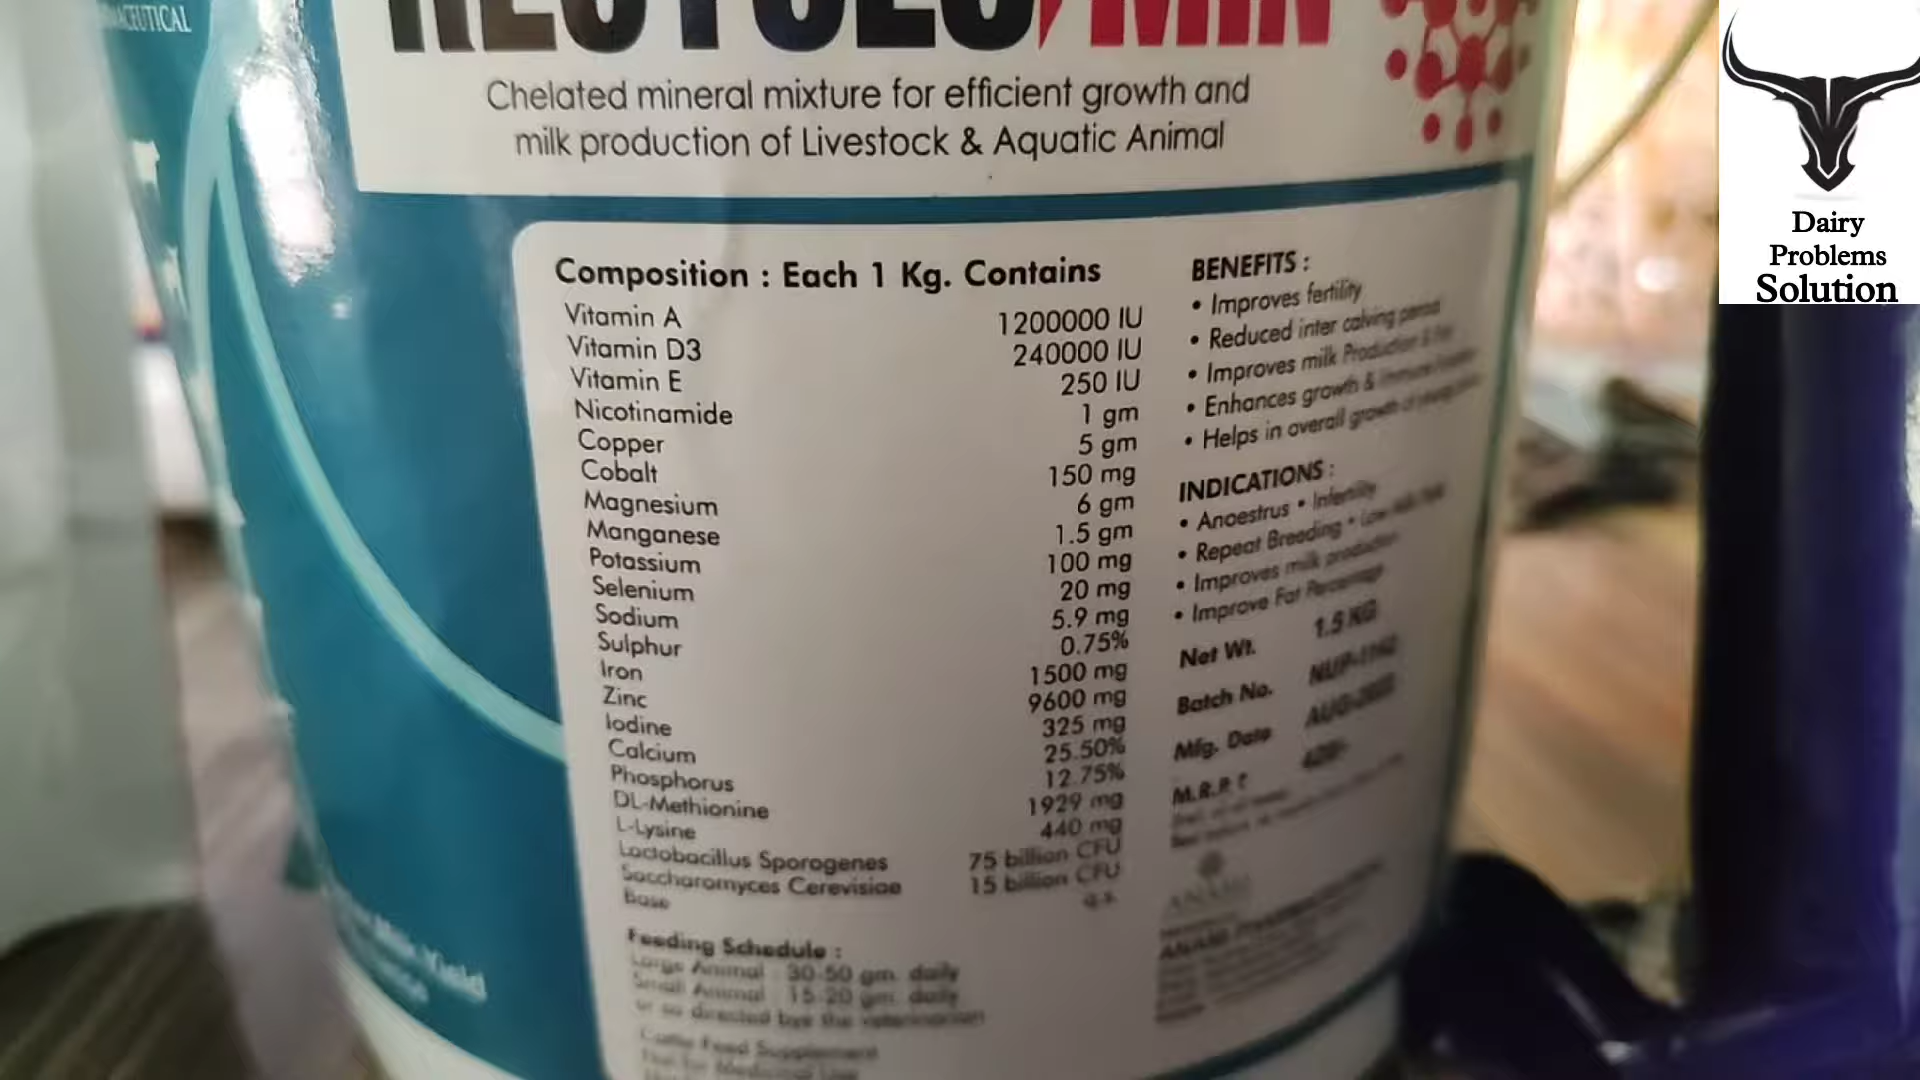 Chelated mineral mixture for efficient growth and
milk production of Livestock & Aquatic Animal
Composition : Each 1 Kg. Contains
Vitamin A 1200000 IU
Vitamin D3 240000 IU
Vitamin E 250 IU
Nicotinamide 1 gm
Copper 5 gm
Cobalt 150 mg
Magnesium 6 gm
Manganese 1.5 gm
Potassium 100 mg
Selenium 20 mg
Sodium 5.9 mg
Sulphur 0.75%
Iron 1500 mg
Zinc 9600 mg
Iodine 325 mg
Calcium 25.50%
Phosphorus 12.75%
DL-Methionine 1929 mg
L-Lysine 440 mg
Lactobacillus Sporogenes 75 billion CFU
Saccharomyces Cerevisiae 15 billion CFU
Base q.s.
Feeding Schedule :
Large Animal 30-50 gm. daily
Small Animal 15-20 gm. daily
or as directed bye the veterinarian
Cattle Feed Supplement
Not for Medicinal Use
BENEFITS :
• Improves fertility
• Reduced inter calving period
• Improves milk Production &
• Enhances growth &
• Helps in overall growth of
INDICATIONS :
• Anoestrus • Infertility
• Repeat Breeding •
• Improves milk production
• Improve Fat Percentage
Net Wt. 1.5 KG
Batch No.
Mfg. Date
M.R.P. ₹
Yield
Dairy
Problems
Solution